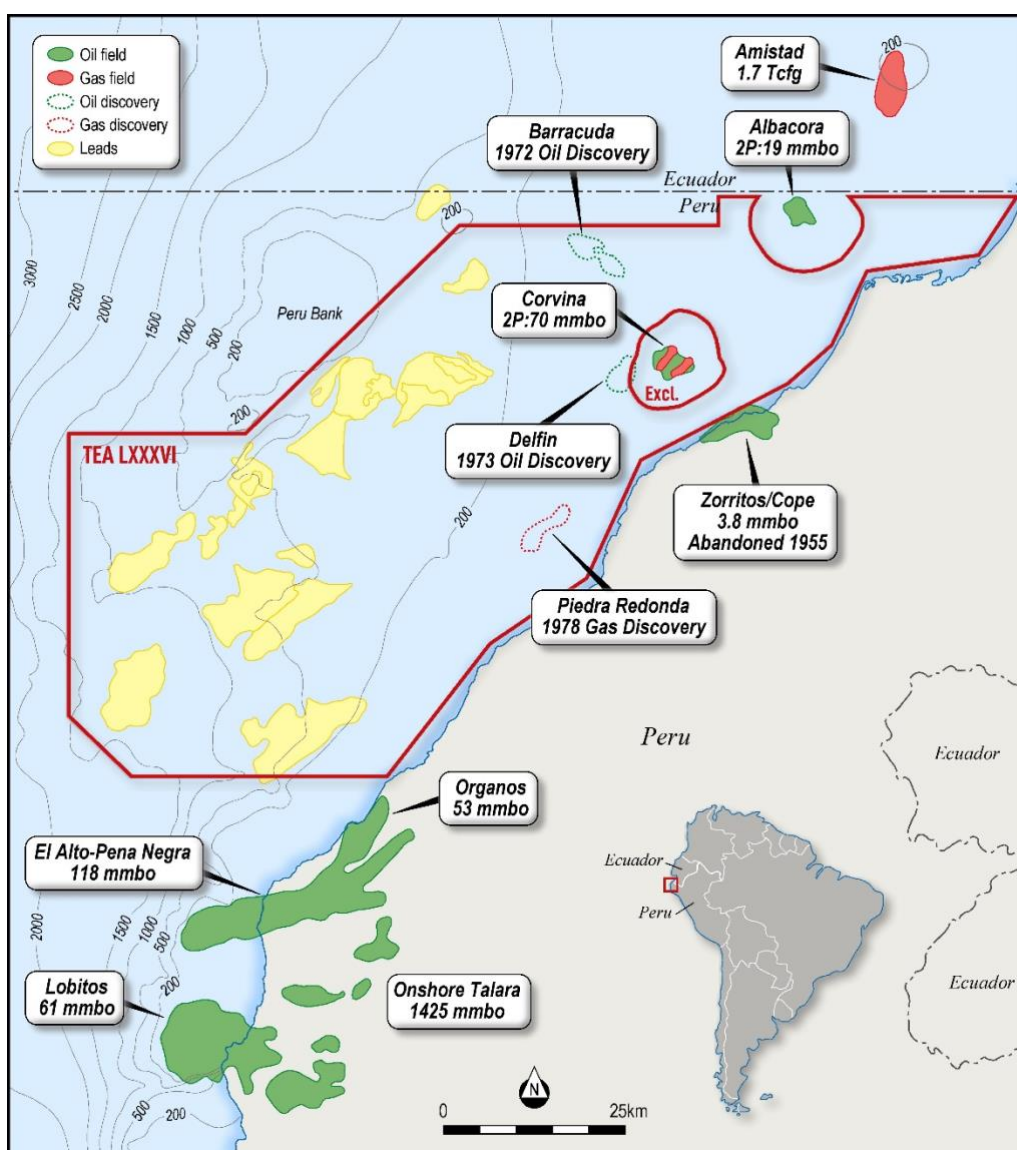 Oil field
Gas field
Oil discovery
Gas discovery
Leads
200
Amistad
1.7 Tcfg
Barracuda
1972 Oil Discovery
Albacora
2P:19 mmbo
Ecuador
Peru
200
3000
2500
2000
1500
1000
500
200
Peru Bank
Corvina
2P:70 mmbo
Excl.
200
TEA LXXXVI
Delfin
1973 Oil Discovery
200
Zorritos/Cope
3.8 mmbo
Abandoned 1955
Piedra Redonda
1978 Gas Discovery
Peru
Ecuador
Organos
53 mmbo
El Alto-Pena Negra
118 mmbo
Ecuador
Peru
2000
1500
1000
500
200
Lobitos
61 mmbo
Onshore Talara
1425 mmbo
Ecuador
N
0
25km
500
200